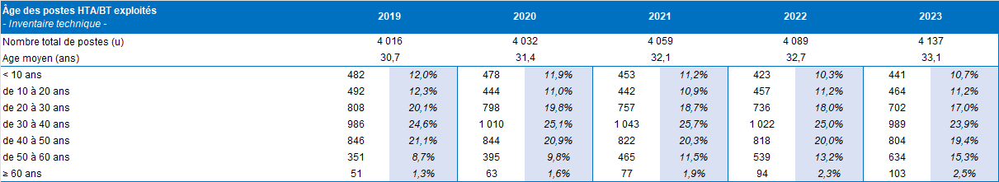 Âge des postes HTA/BT exploités
- Inventaire technique -
2019 2020 2021 2022 2023
Nombre total de postes (u) 4 016 4 032 4 059 4 089 4 137
Age moyen (ans) 30,7 31,4 32,1 32,7 33,1
< 10 ans 482 12,0% 478 11,9% 453 11,2% 423 10,3% 441 10,7%
de 10 à 20 ans 492 12,3% 444 11,0% 442 10,9% 457 11,2% 464 11,2%
de 20 à 30 ans 808 20,1% 798 19,8% 757 18,7% 736 18,0% 702 17,0%
de 30 à 40 ans 986 24,6% 1 010 25,1% 1 043 25,7% 1 022 25,0% 989 23,9%
de 40 à 50 ans 846 21,1% 844 20,9% 822 20,3% 818 20,0% 804 19,4%
de 50 à 60 ans 351 8,7% 395 9,8% 465 11,5% 539 13,2% 634 15,3%
≥ 60 ans 51 1,3% 63 1,6% 77 1,9% 94 2,3% 103 2,5%